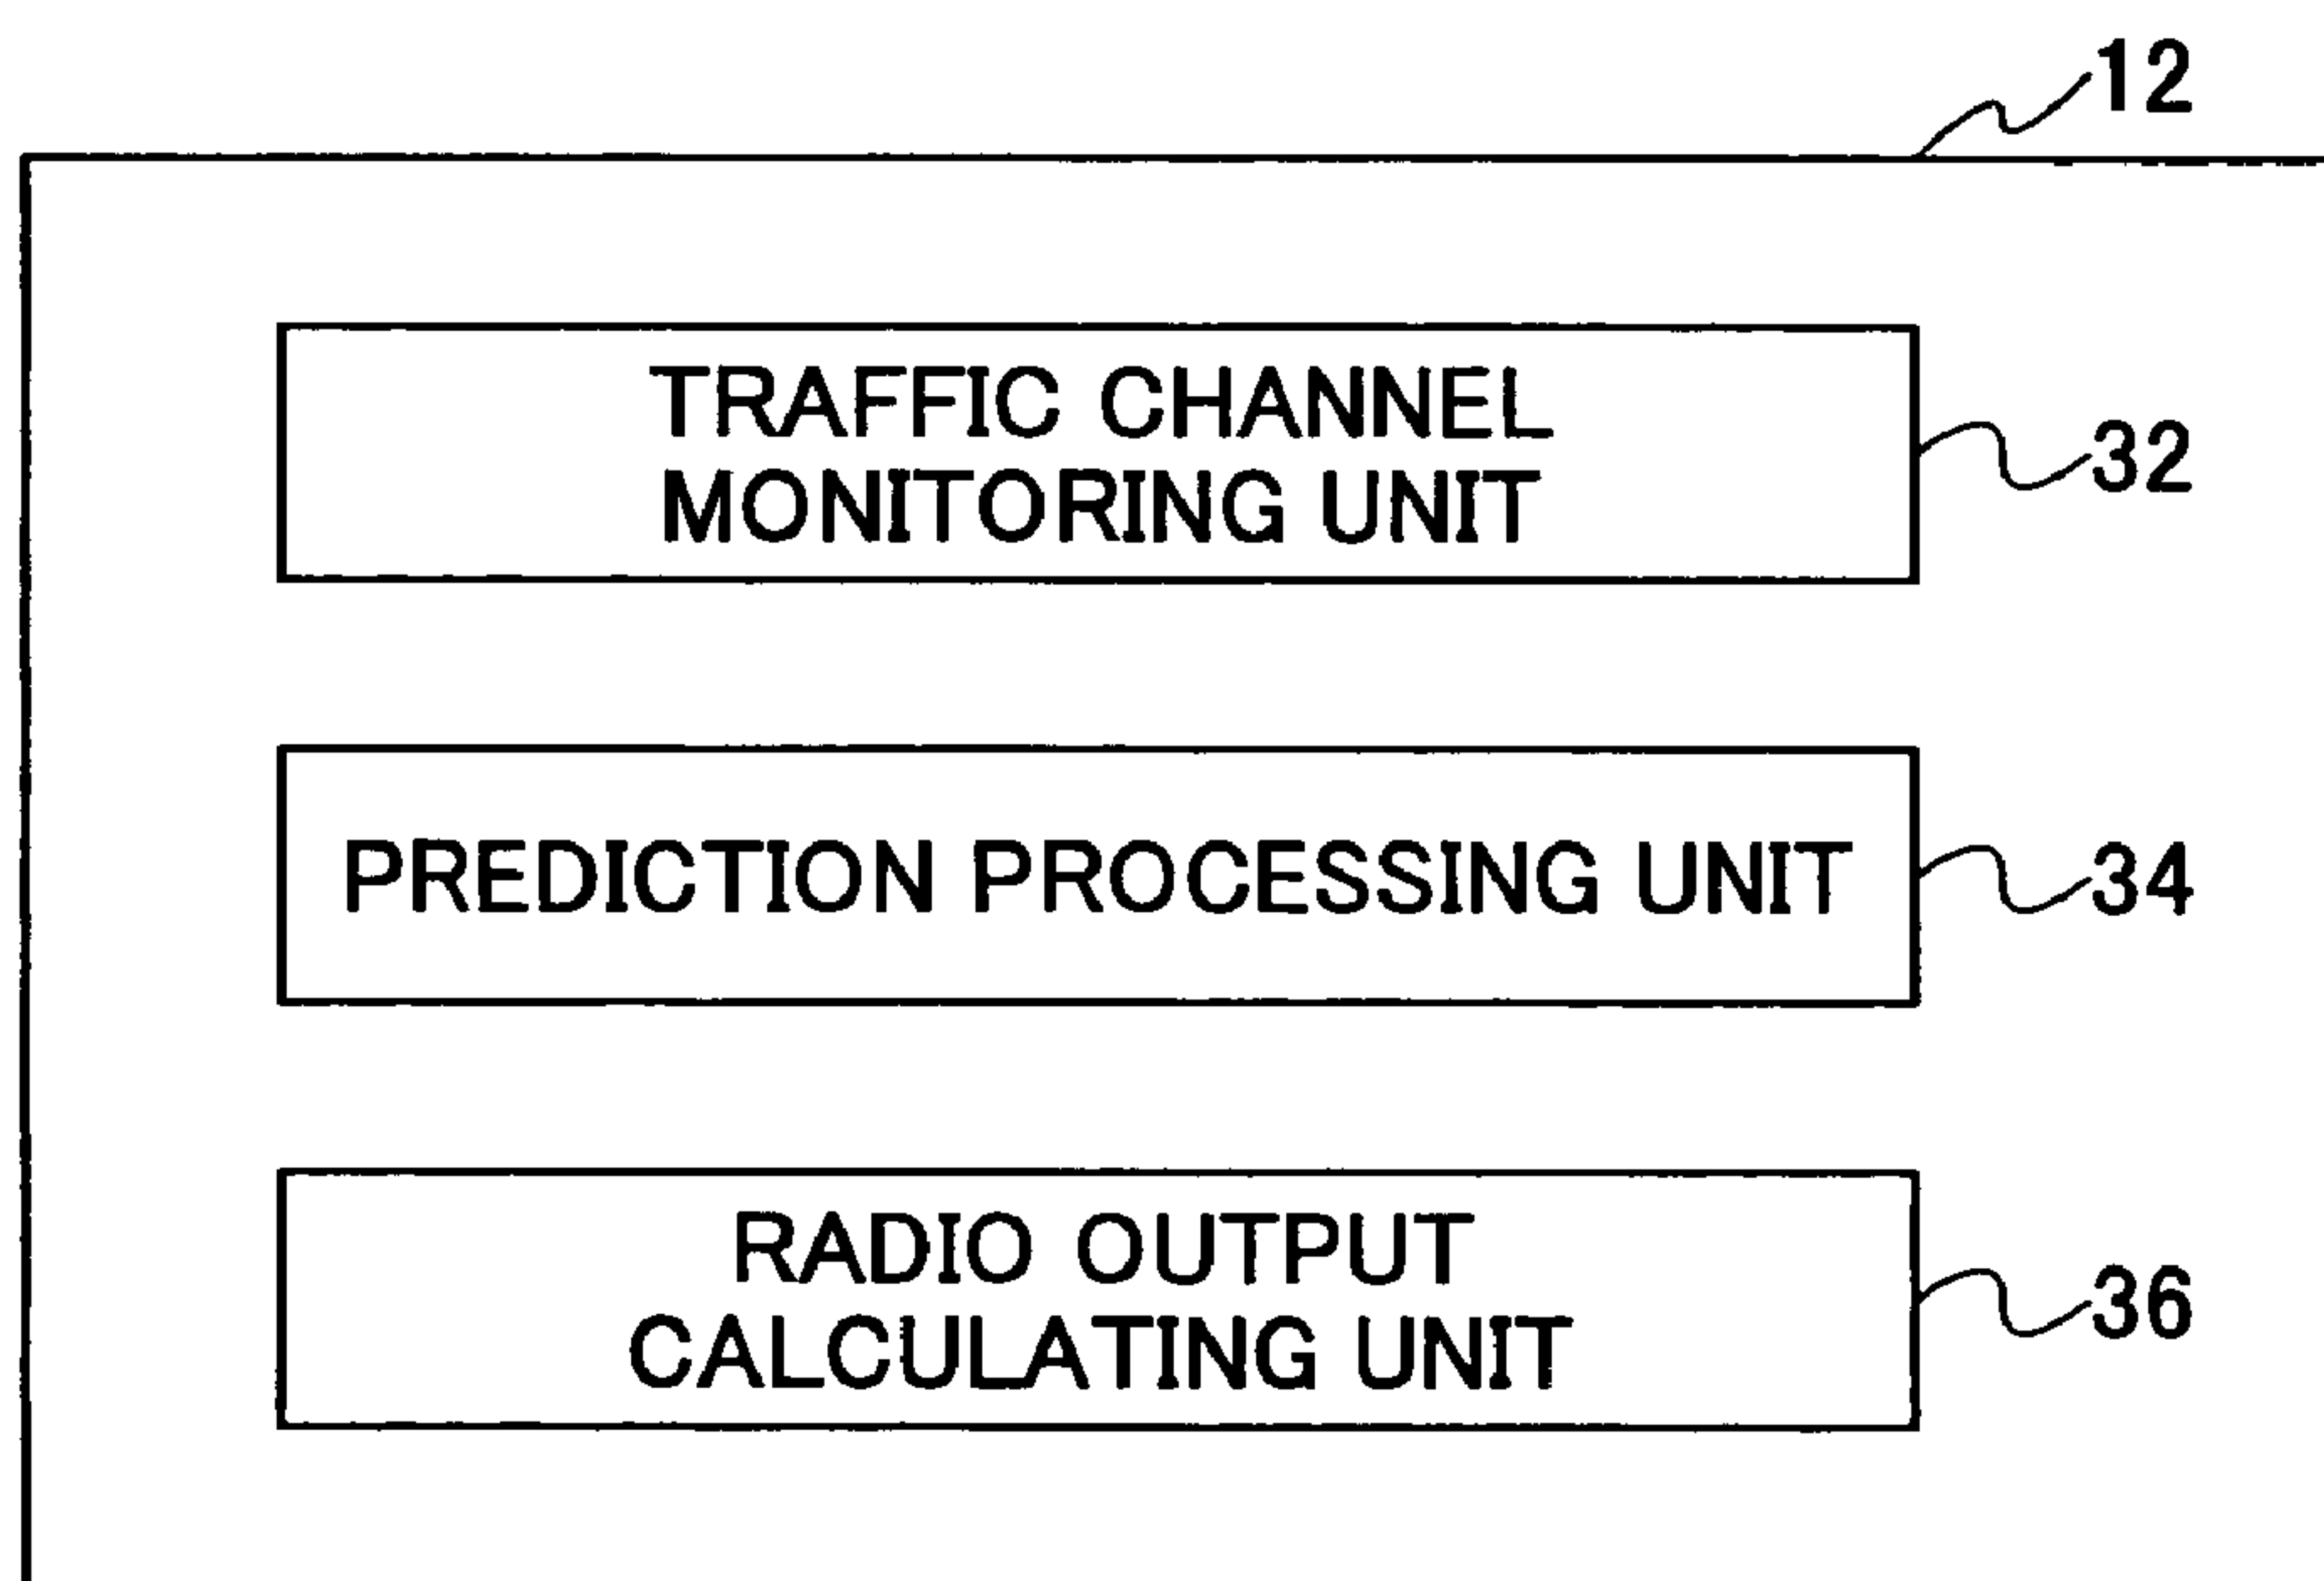 12
TRAFFIC CHANNEL
MONITORING UNIT
32
PREDICTION PROCESSING UNIT
34
RADIO OUTPUT
CALCULATING UNIT
36